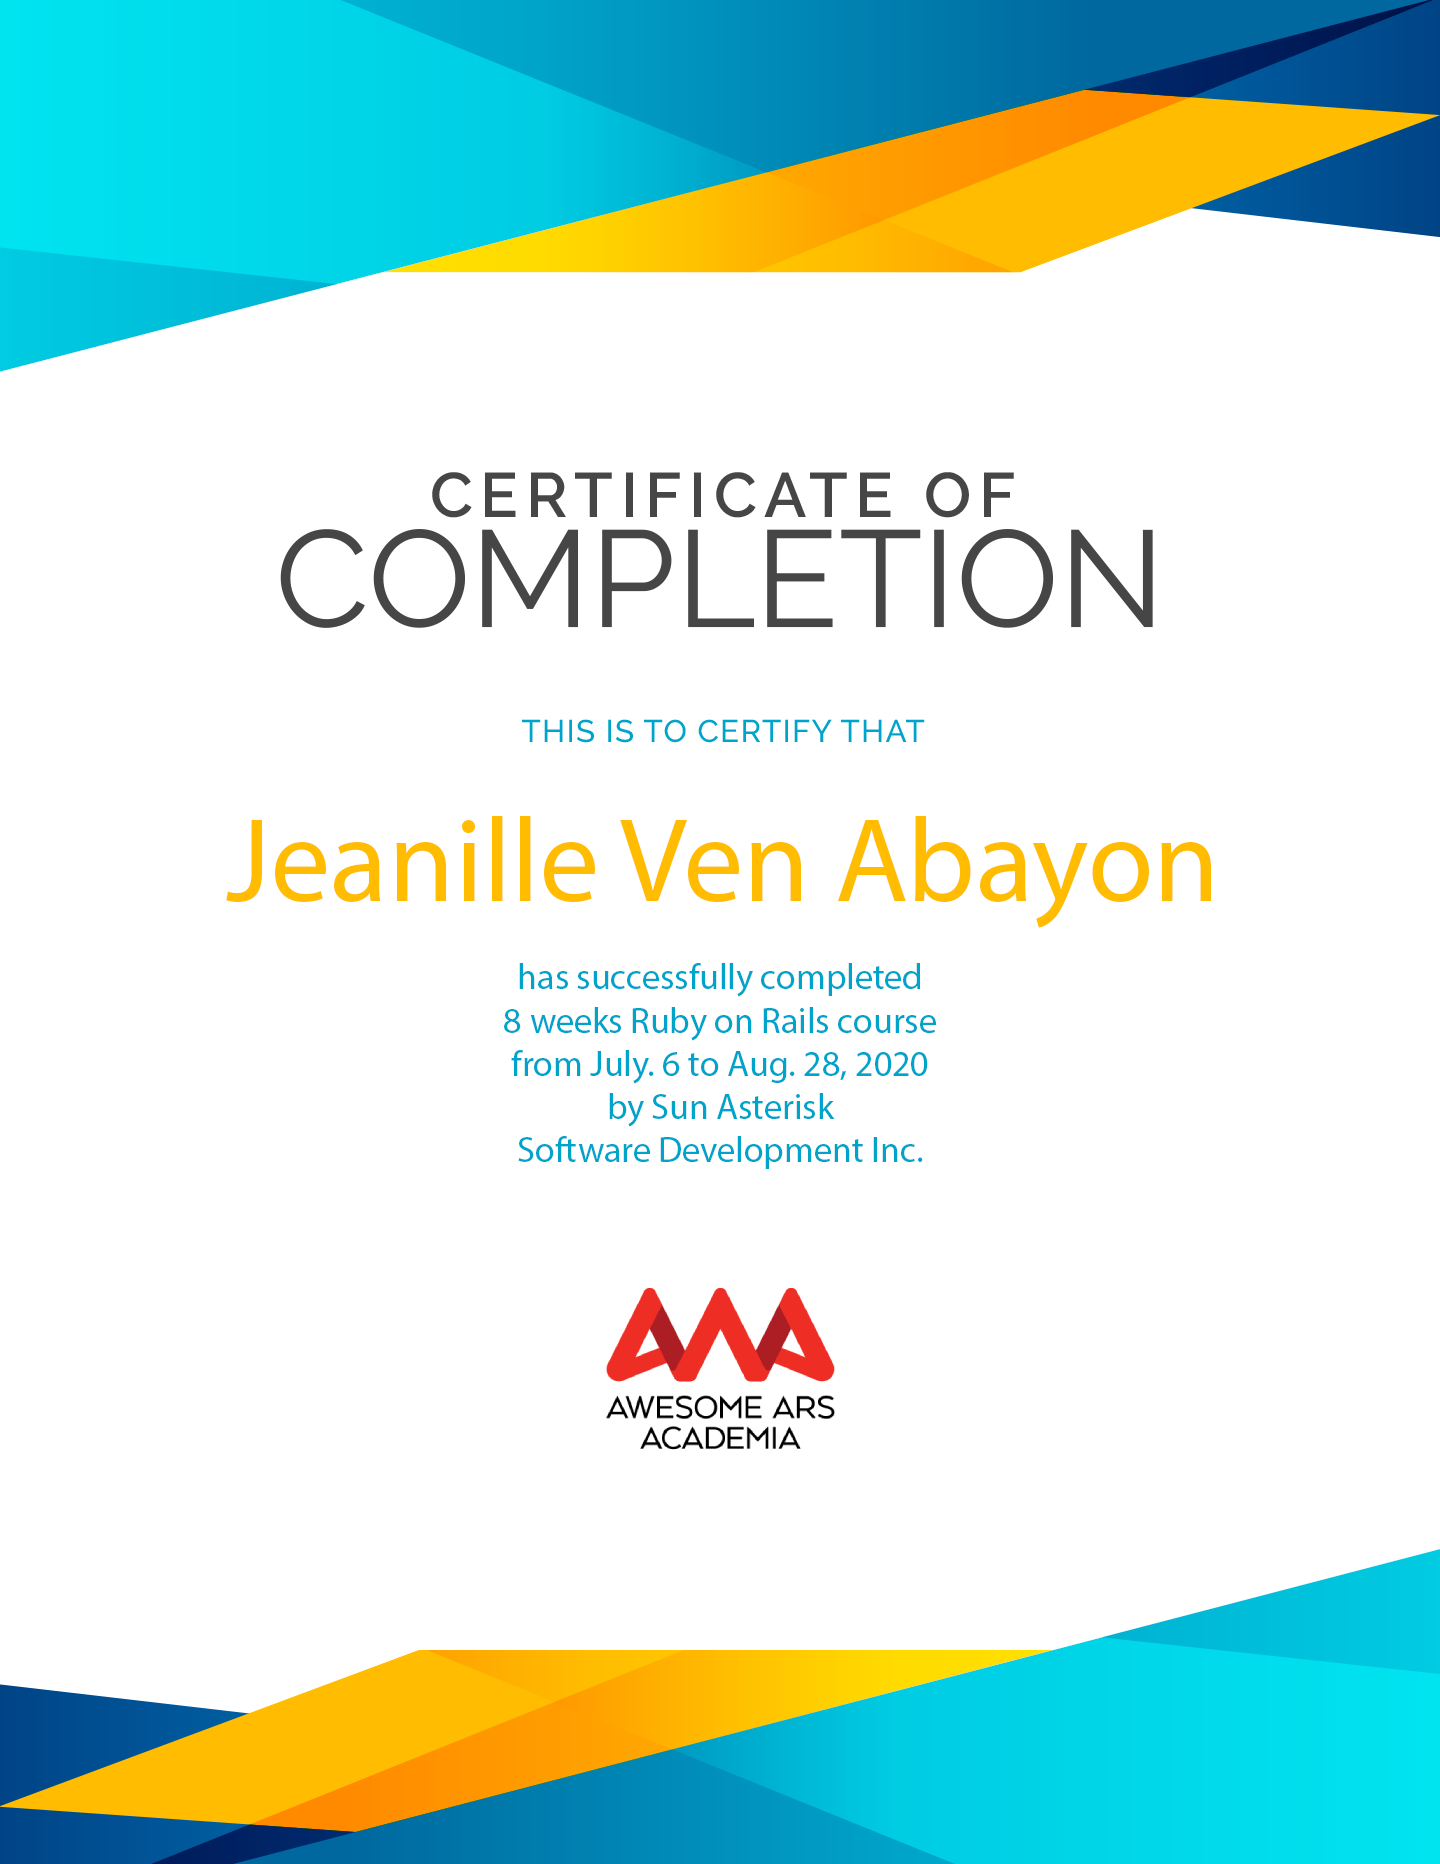 CERTIFICATE OF
COMPLETION
THIS IS TO CERTIFY THAT
Jeanille Ven Abayon
has successfully completed
8 weeks Ruby on Rails course
from July. 6 to Aug. 28, 2020
by Sun Asterisk
Software Development Inc.
AWESOME ARS
ACADEMIA